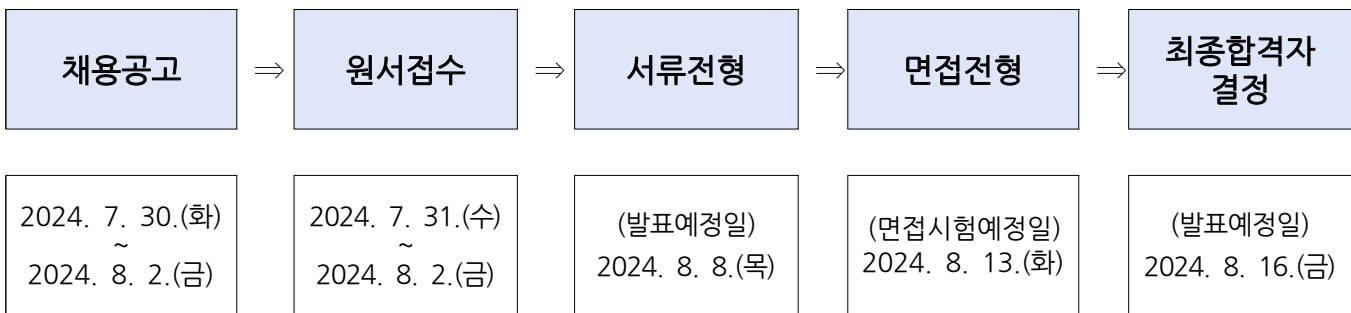 채용공고 ⇒ 원서접수 ⇒ 서류전형 ⇒ 면접전형 ⇒ 최종합격자
결정
2024. 7. 30.(화)
~
2024. 8. 2.(금)
2024. 7. 31.(수)
~
2024. 8. 2.(금)
(발표예정일)
2024. 8. 8.(목)
(면접시험예정일)
2024. 8. 13.(화)
(발표예정일)
2024. 8. 16.(금)